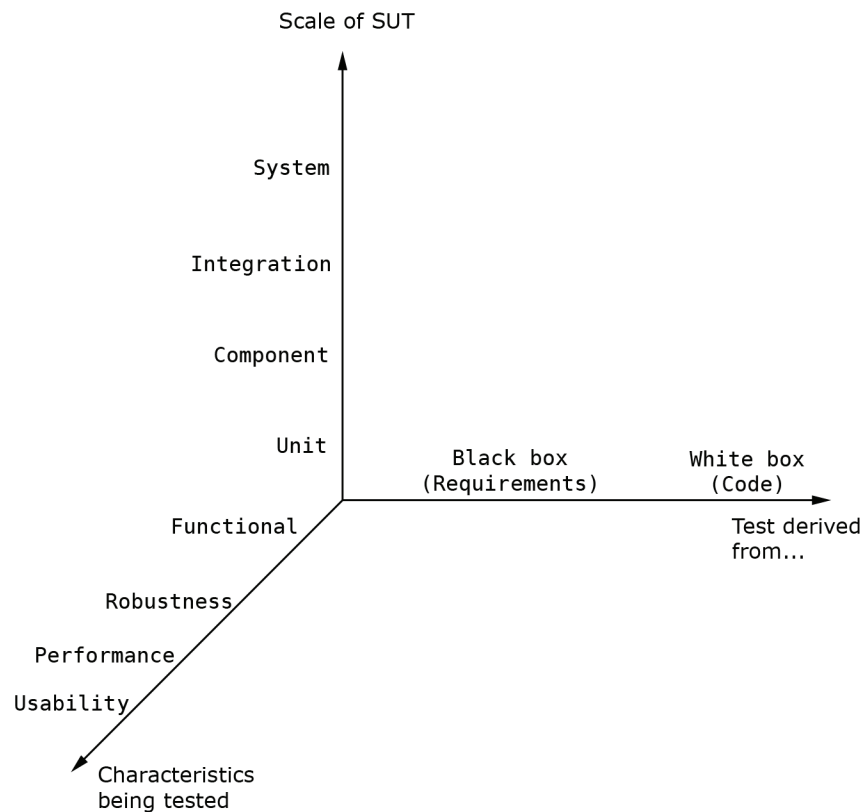 Scale of SUT
System
Integration
Component
Unit
Black box
(Requirements)
White box
(Code)
Test derived
from...
Functional
Robustness
Performance
Usability
Characteristics
being tested